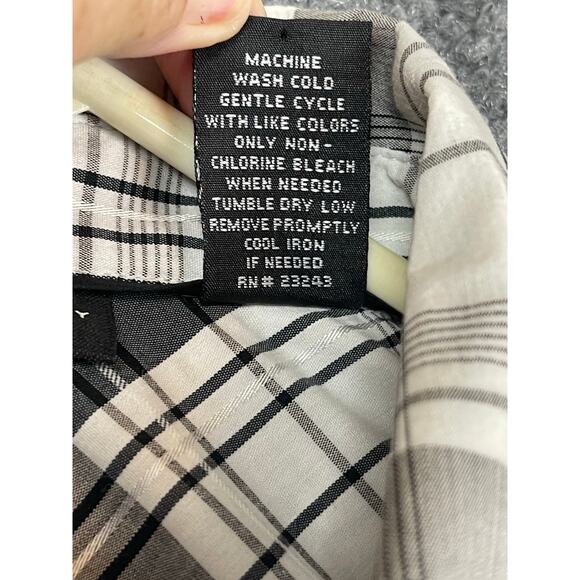 MACHINE
WASH COLD
GENTLE CYCLE
WITH LIKE COLORS
ONLY NON-
CHLORINE BLEACH
WHEN NEEDED
TUMBLE DRY LOW
REMOVE PROMPTLY
COOL IRON
IF NEEDED
RN# 23243
Y